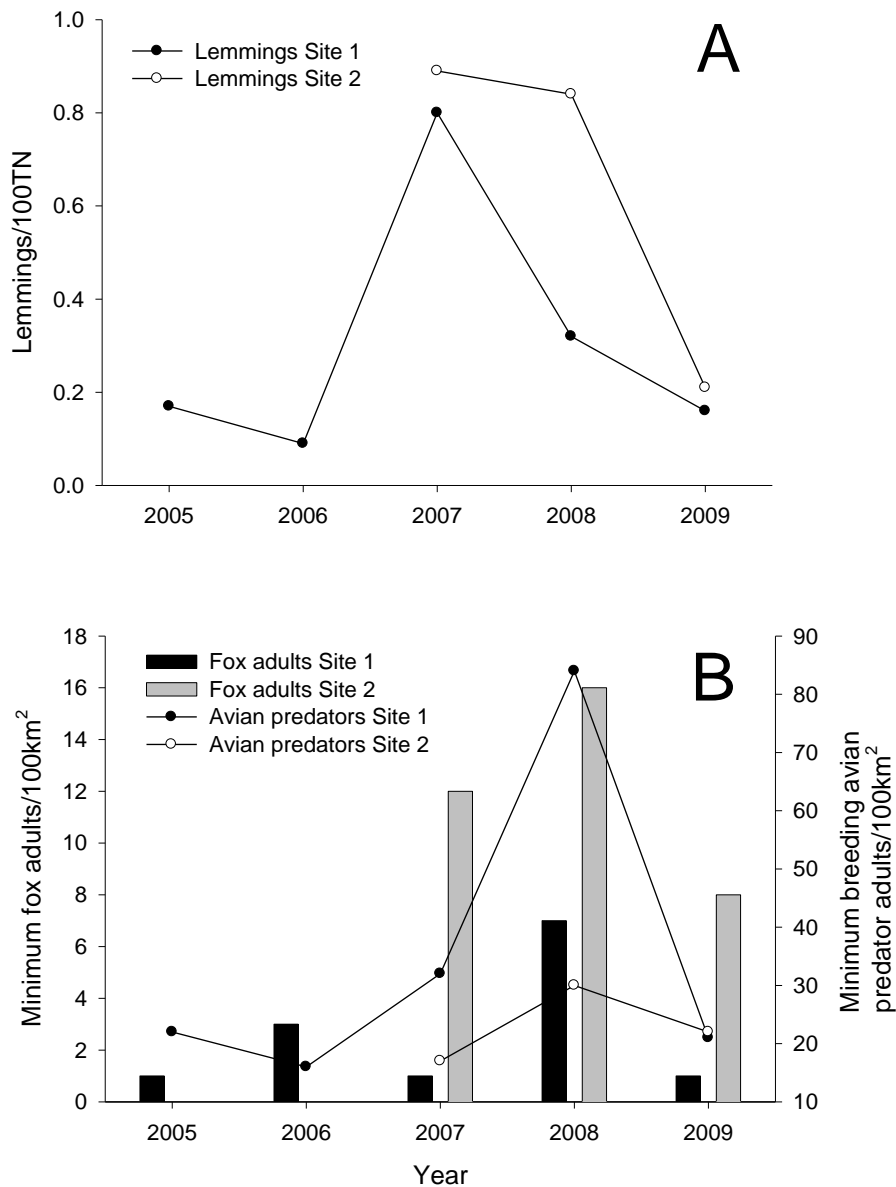 A
Lemmings Site 1
Lemmings Site 2
Lemmings/100TN
1.0
0.8
0.6
0.4
0.2
0.0
2005 2006 2007 2008 2009
B
Fox adults Site 1
Fox adults Site 2
Avian predators Site 1
Avian predators Site 2
Minimum fox adults/100km²
18
16
14
12
10
8
6
4
2
0
90
80
70
60
50
40
30
20
10
Minimum breeding avian
predator adults/100km²
2005 2006 2007 2008 2009
Year